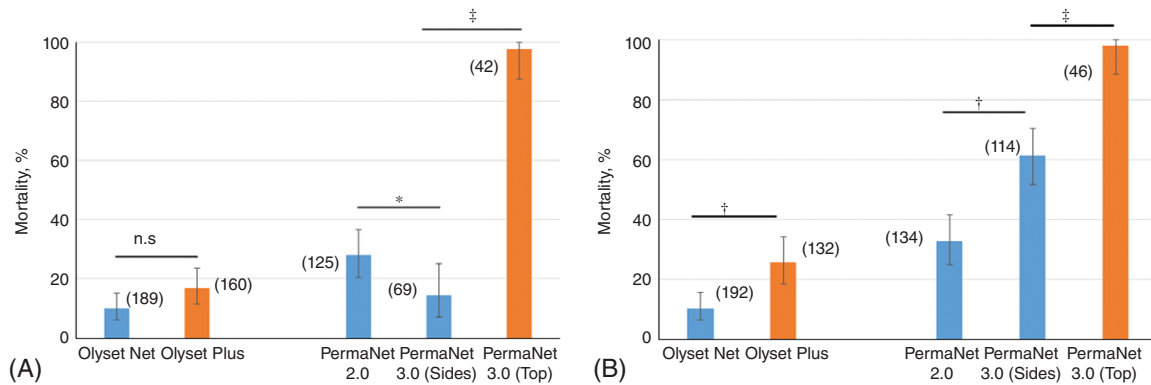 ‡
100
(42)
80
Mortality, %
60
*
40
n.s
(125)
20
(189)
(160)
(69)
0
Olyset Net
Olyset Plus
PermaNet
2.0
PermaNet
3.0 (Sides)
PermaNet
3.0 (Top)
(A)
‡
100
(46)
80
†
Mortality, %
60
(114)
†
40
(134)
(132)
20
(192)
0
Olyset Net
Olyset Plus
PermaNet
2.0
PermaNet
3.0 (Sides)
PermaNet
3.0 (Top)
(B)